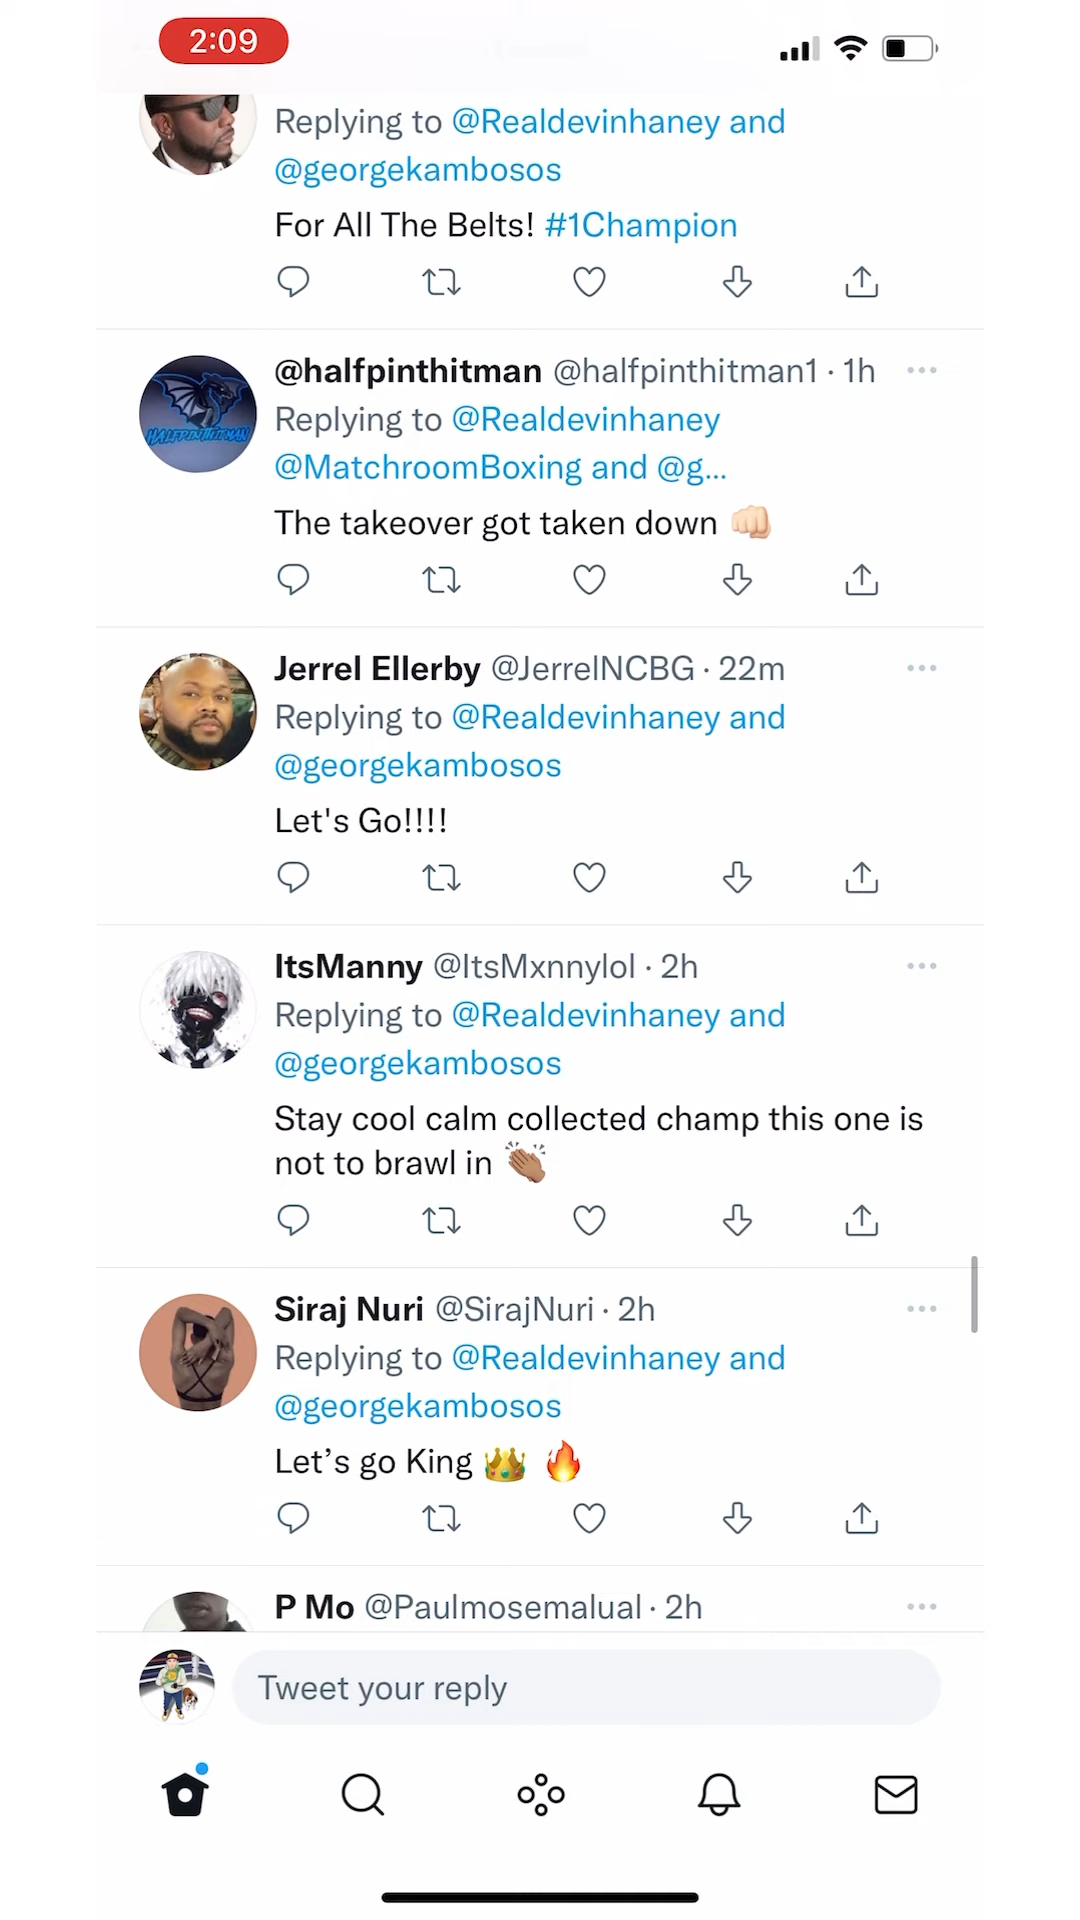 2:09
Replying to @Realdevinhaney and
@georgekambosos
For All The Belts! #1Champion
@halfpinthitman @halfpinthitman1 · 1h
HALFPINTHITMAN
Replying to @Realdevinhaney
@MatchroomBoxing and @g...
The takeover got taken down 👊🏻
Jerrel Ellerby @JerrelNCBG · 22m
Replying to @Realdevinhaney and
@georgekambosos
Let's Go!!!!
ItsManny @ItsMxnnylol · 2h
Replying to @Realdevinhaney and
@georgekambosos
Stay cool calm collected champ this one is
not to brawl in 👏🏽
Siraj Nuri @SirajNuri · 2h
Replying to @Realdevinhaney and
@georgekambosos
Let’s go King 👑 🔥
P Mo @Paulmosemalual · 2h
Tweet your reply